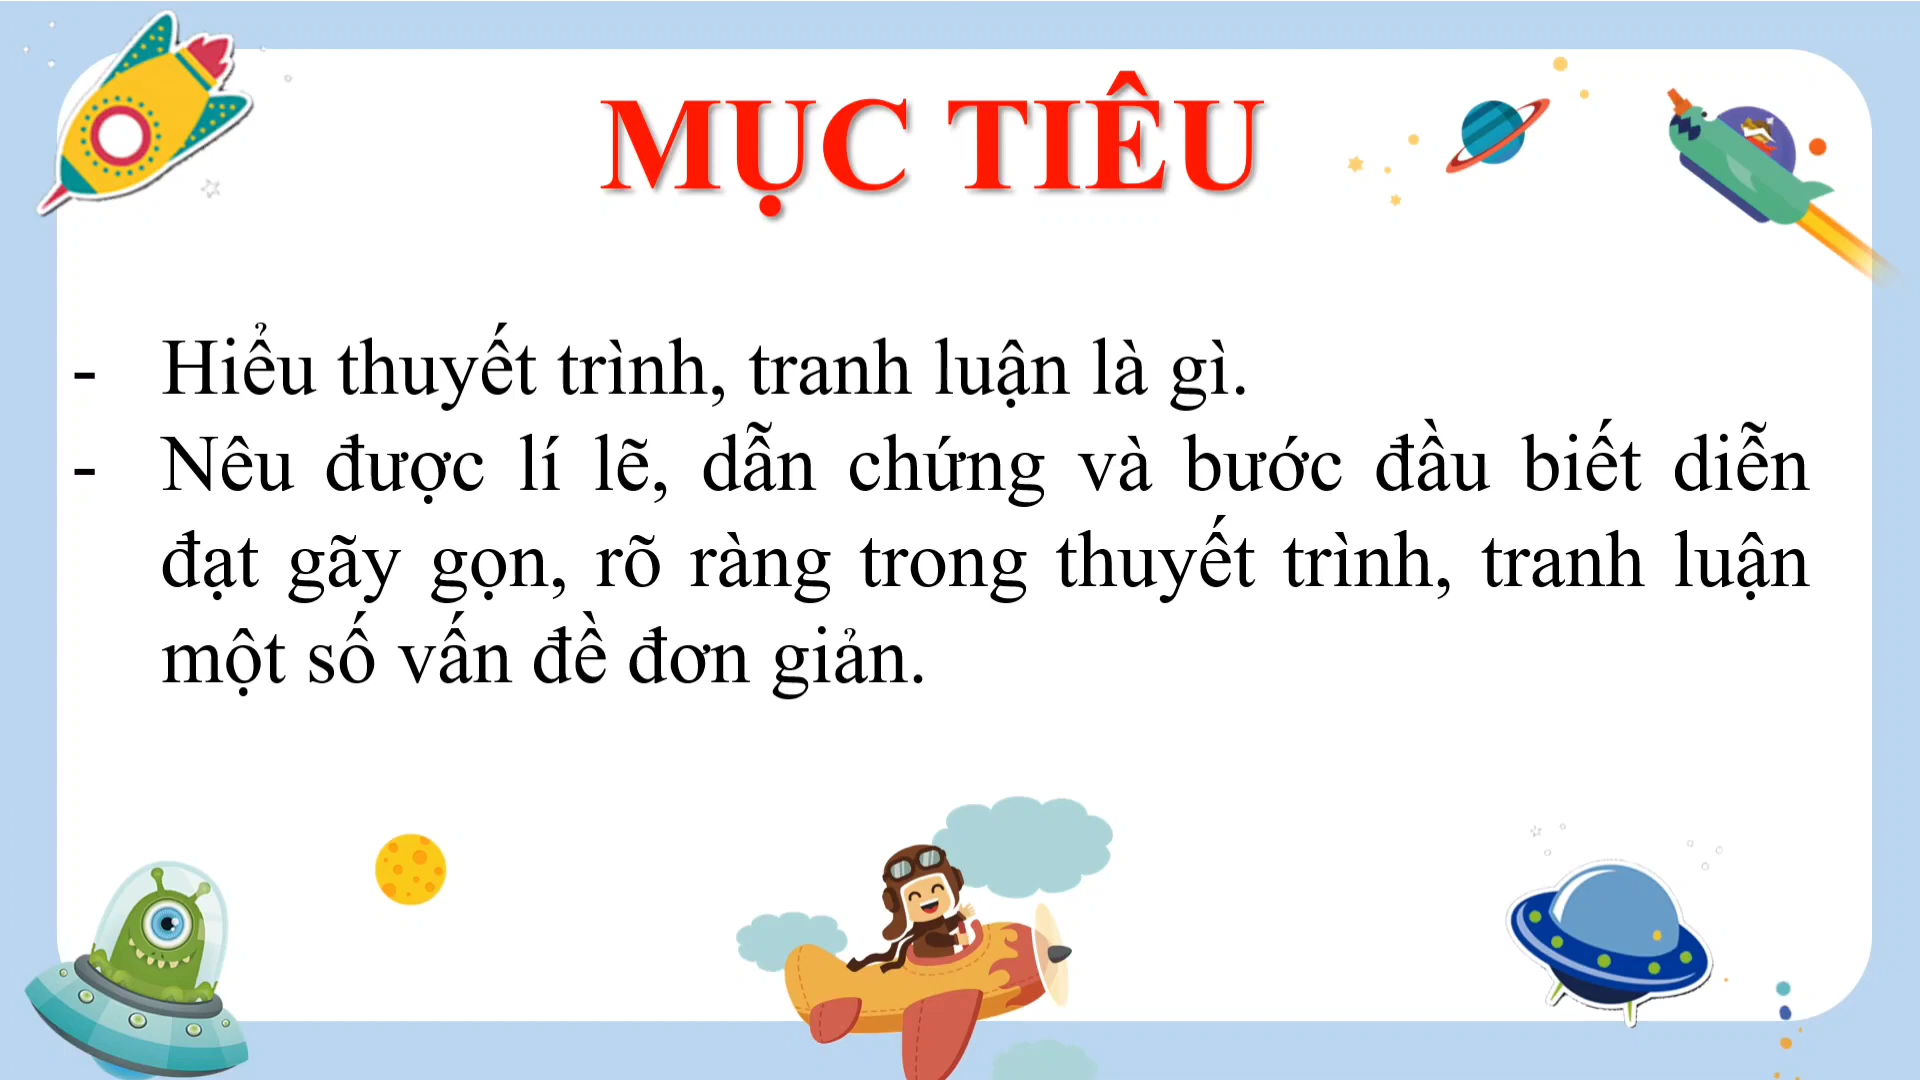 MỤC TIÊU
- Hiểu thuyết trình, tranh luận là gì.
- Nêu được lí lẽ, dẫn chứng và bước đầu biết diễn
đạt gãy gọn, rõ ràng trong thuyết trình, tranh luận
một số vấn đề đơn giản.